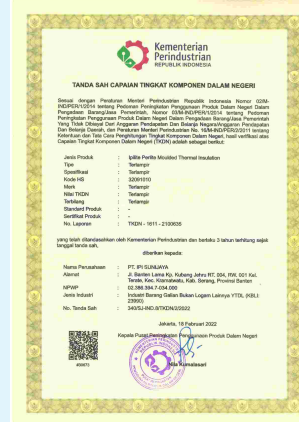 Kementerian
Perindustrian
REPUBLIK INDONESIA
TANDA SAH CAPAIAN TINGKAT KOMPONEN DALAM NEGERI
Sesuai dengan Peraturan Menteri Perindustrian Republik Indonesia Nomor 02/M-
IND/PER/1/2014 tentang Pedoman Peningkatan Penggunaan Produk Dalam Negeri Dalam
Pengadaan Barang/Jasa Pemerintah, Nomor 03/M-IND/PER/1/2014 tentang Pedoman
Peningkatan Penggunaan Produk Dalam Negeri Dalam Pengadaan Barang/Jasa Pemerintah
Yang Tidak Dibiayai Dari Anggaran Pendapatan Dan Belanja Negara/Anggaran Pendapatan
Dan Belanja Daerah, dan Peraturan Menteri Perindustrian No. 16/M-IND/PER/2/2011 tentang
Ketentuan dan Tata Cara Penghitungan Tingkat Komponen Dalam Negeri, hasil verifikasi atas
Capaian Tingkat Komponen Dalam Negeri (TKDN) adalah sebagai berikut:
Jenis Produk : Iplite Perlite Moulded Thermal Insulation
Tipe : Terlampir
Spesifikasi : Terlampir
Kode HS : 32091010
Merk : Terlampir
Nilai TKDN : Terlampir
Terbilang : Terlampir
Standard Produk : -
Sertifikat Produk : -
No. Laporan : TKDN - 1611 - 2100635
yang telah ditandasahkan oleh Kementerian Perindustrian dan berlaku 3 tahun terhitung sejak
tanggal tanda sah,
diberikan kepada:
Nama Perusahaan : PT. IPI SUNIJAYA
Alamat : Jl. Banten Lama Kp. Kubang Jehru RT, 004, RW, 001 Kel.
Terate, Kec. Kramatwatu, Kab. Serang, Provinsi Banten
NPWP : 02.386.394.7-034.000
Jenis Industri : Industri Barang Galian Bukan Logam Lainnya YTDL (KBLI
23990)
No. Tanda Sah : 340/SJ-IND.8/TKDN/2/2022
Jakarta, 18 Februari 2022
Kepala Pusat Peningkatan Penggunaan Produk Dalam Negeri
Nila Kumalasari